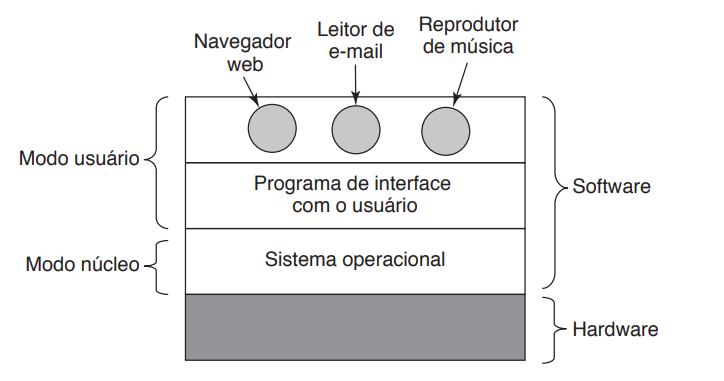 Navegador
web
Leitor de
e-mail
Reprodutor
de música
Modo usuário
Programa de interface
com o usuário
Software
Modo núcleo
Sistema operacional
Hardware